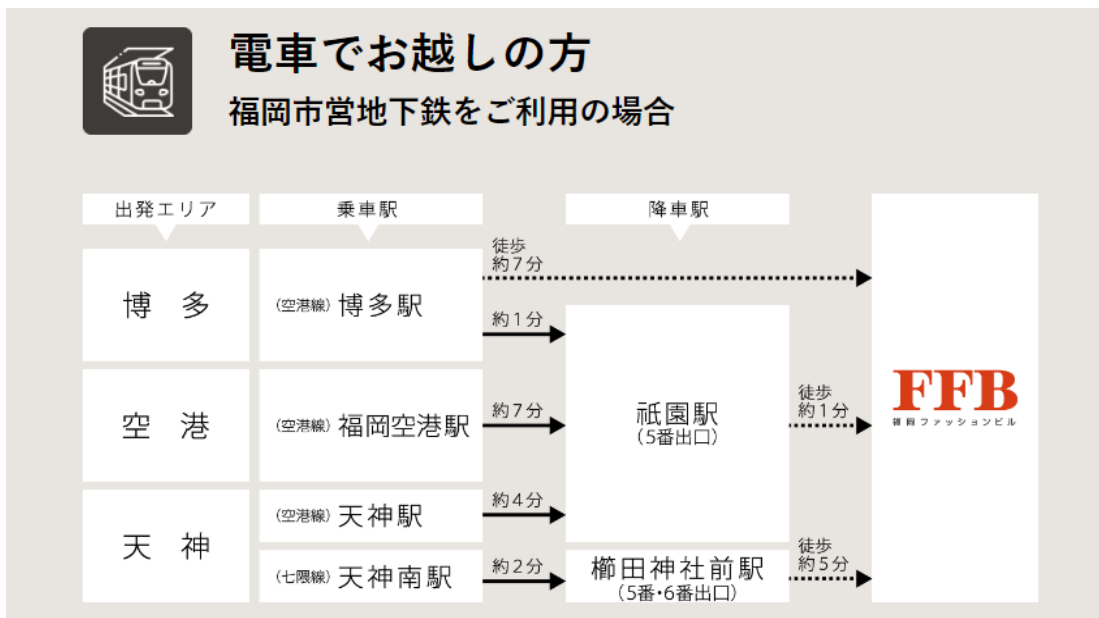 電車でお越しの方
福岡市営地下鉄をご利用の場合
出発エリア
乗車駅
降車駅
博 多
(空港線) 博多駅
徒歩
約7分
約1分
空 港
(空港線) 福岡空港駅
約7分
祇園駅
(5番出口)
徒歩
約1分
FFB
福岡ファッションビル
天 神
(空港線) 天神駅
約4分
(七隈線) 天神南駅
約2分
櫛田神社前駅
(5番・6番出口)
徒歩
約5分